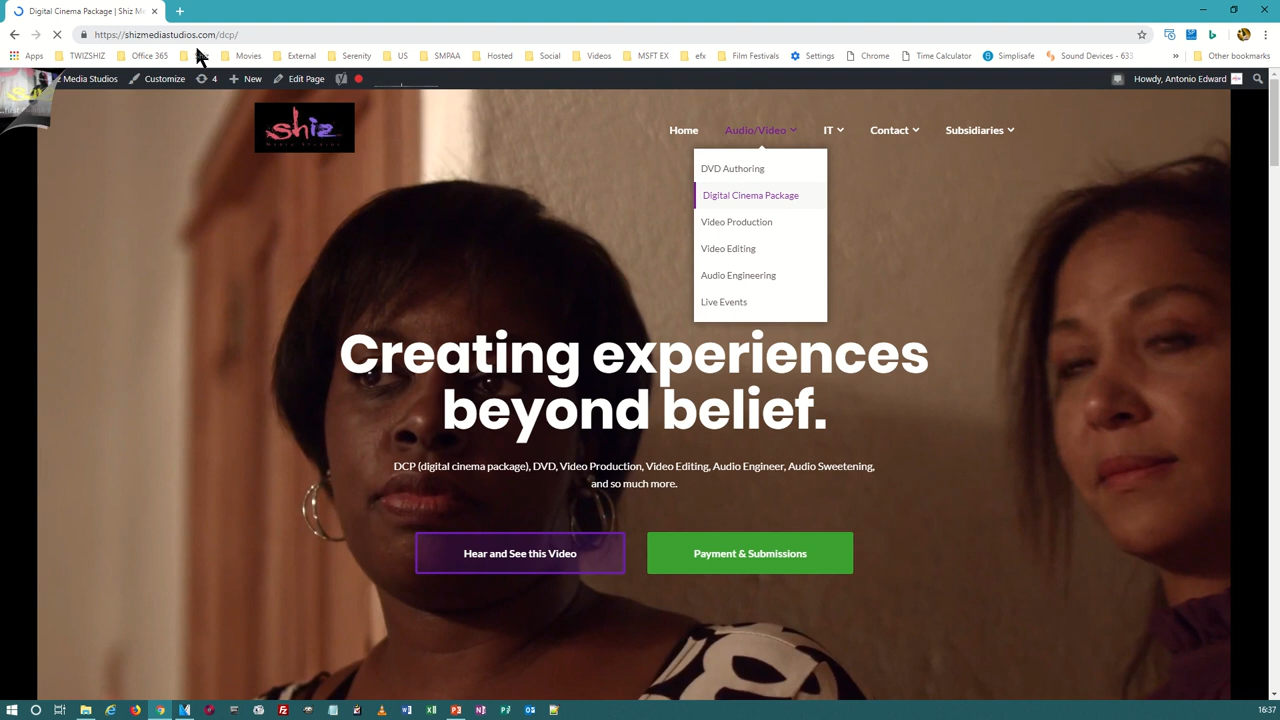 Digital Cinema Package | Shiz M
https://shizmediastudios.com/dcp/
Apps TWIZSHIZ Office 365 Movies External Serenity US SMPAA Hosted Social Videos MSFT EX efx Film Festivals Settings Chrome Time Calculator Simplisafe Sound Devices - 633 » Other bookmarks
Media Studios Customize 4 New Edit Page Howdy, Antonio Edward
shiz
Home Audio/Video IT Contact Subsidiaries
DVD Authoring
Digital Cinema Package
Video Production
Video Editing
Audio Engineering
Live Events
Creating experiences
beyond belief.
DCP (digital cinema package), DVD, Video Production, Video Editing, Audio Engineer, Audio Sweetening,
and so much more.
Hear and See this Video Payment & Submissions
16:37